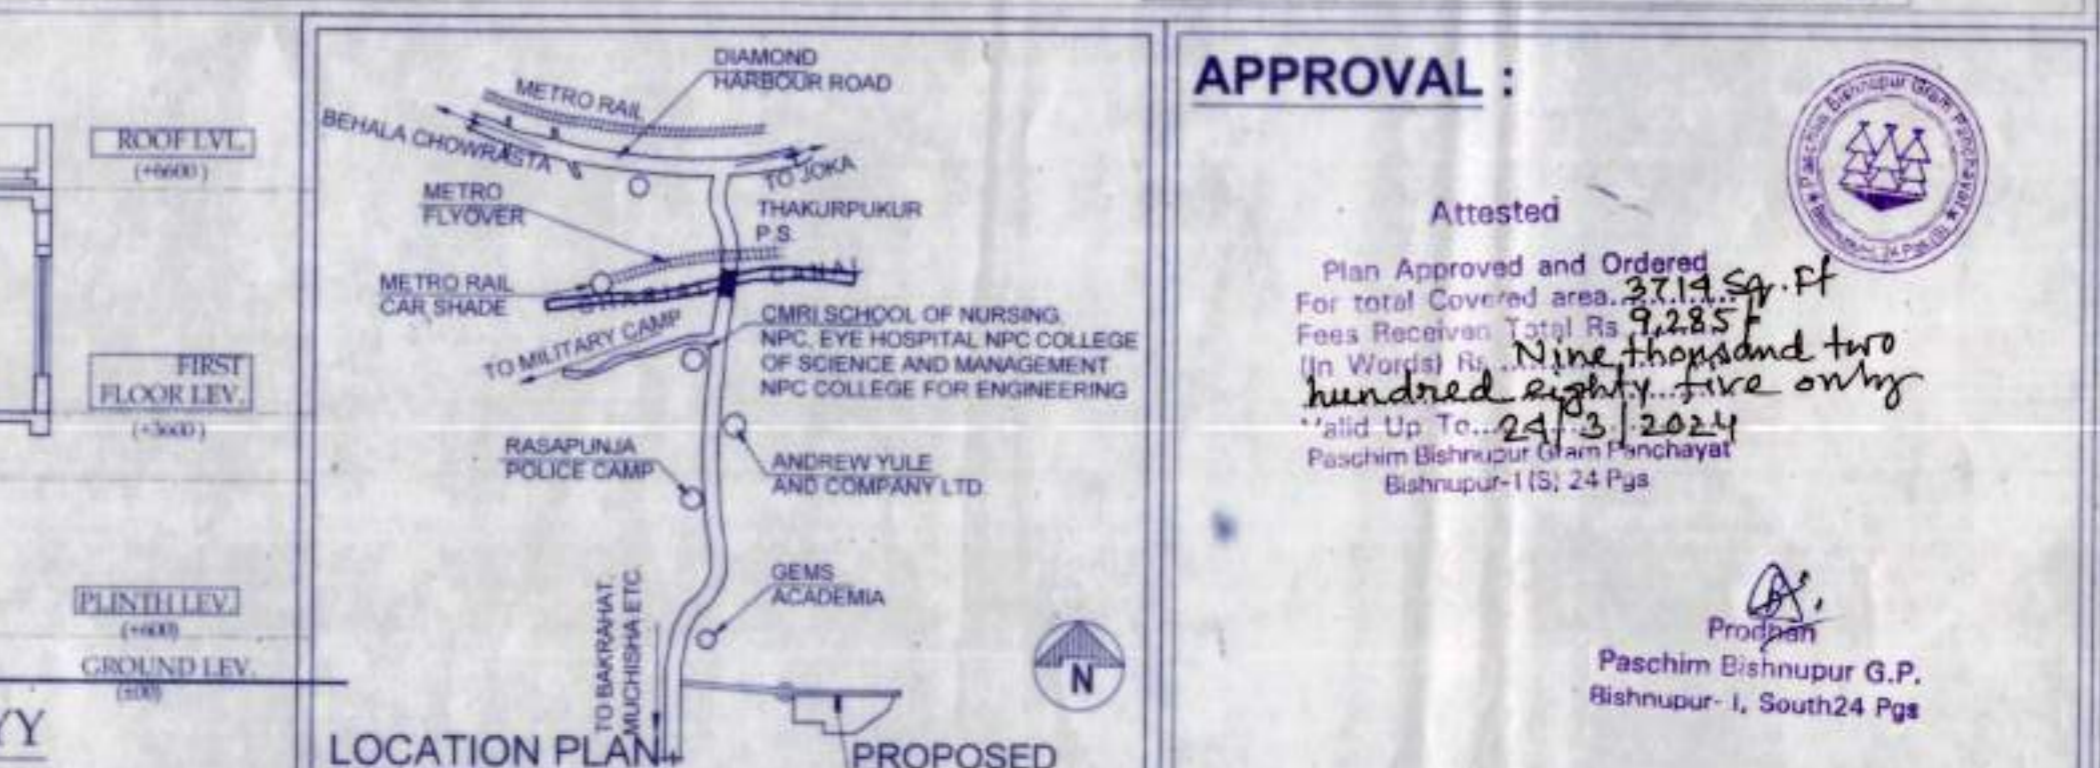 ROOF LVL.
(+6600)
FIRST
FLOOR LEV.
(+3600)
PLINTH LEV.
(+600)
GROUND LEV.
(±00)
DIAMOND
HARBOUR ROAD
METRO RAIL
BEHALA CHOWRASTA
TO JOKA
METRO
FLYOVER
THAKURPUKUR
P.S.
METRO RAIL
CAR SHADE
CANAL
TO MILITARY CAMP
CMRI SCHOOL OF NURSING,
NPC, EYE HOSPITAL NPC COLLEGE
OF SCIENCE AND MANAGEMENT
NPC COLLEGE FOR ENGINEERING
RASAPUNJA
POLICE CAMP
ANDREW YULE
AND COMPANY LTD.
GEMS
ACADEMIA
TO BAKRAHAT,
MUCHISHA ETC.
N
LOCATION PLAN
PROPOSED
APPROVAL :
Paschim Bishnupur Gram Panchayat
Attested
Plan Approved and Ordered
For total Covered area..3714 sq.ft
Fees Received Total Rs 9,285/
(In Words) Rs...Nine thousand two
hundred eighty five only
Valid Up To...24/3/2024
Paschim Bishnupur Gram Panchayat
Bishnupur-I (S) 24 Pgs
Prodhan
Paschim Bishnupur G.P.
Bishnupur- I, South24 Pgs